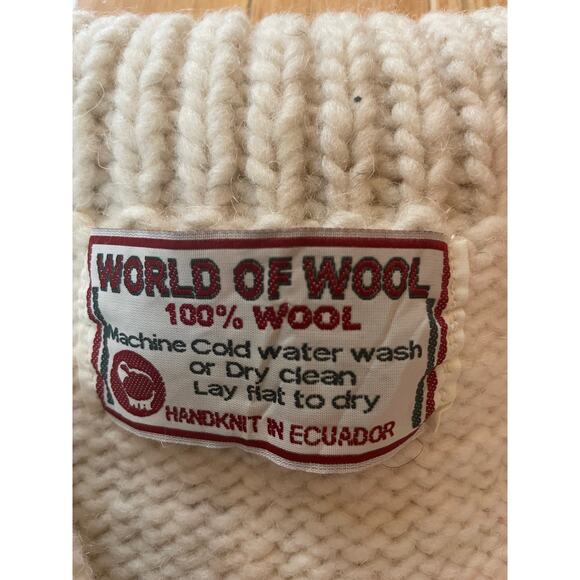 WORLD OF WOOL
100% WOOL
Machine Cold water wash
or Dry clean
Lay flat to dry
HANDKNIT IN ECUADOR